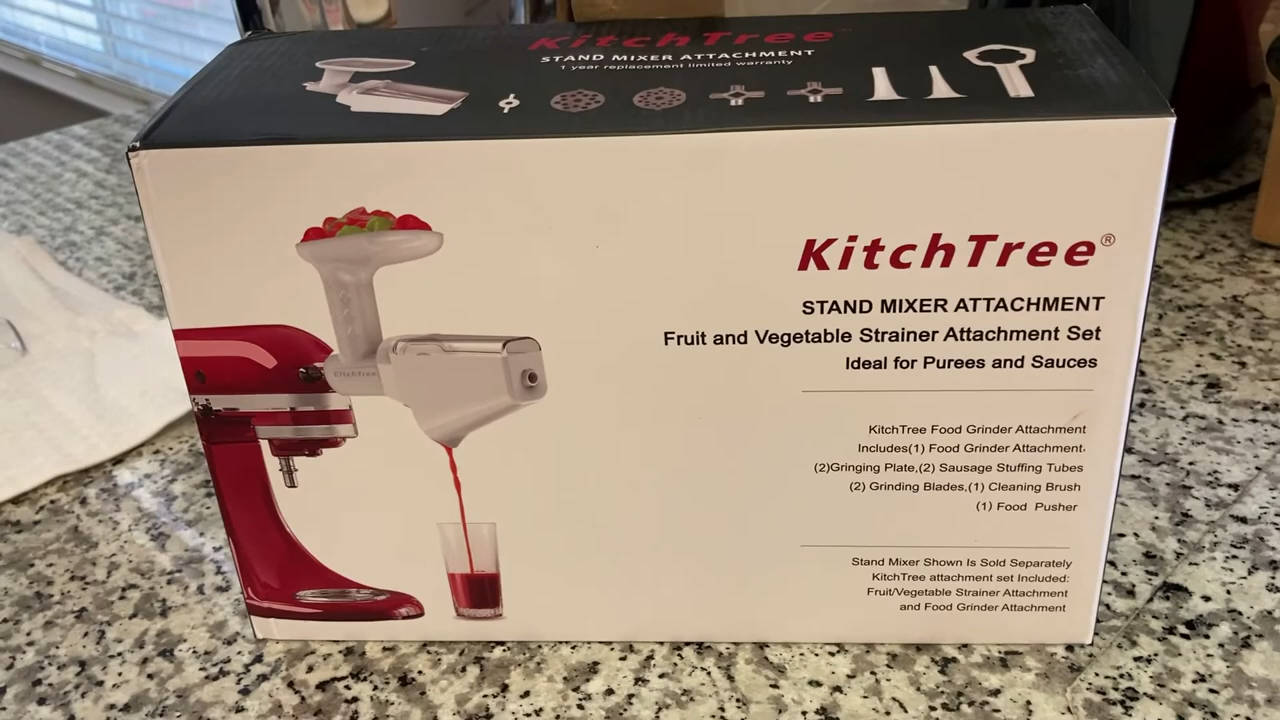 KitchTree
STAND MIXER ATTACHMENT
1 year replacement limited warranty
KitchTree®
STAND MIXER ATTACHMENT
Fruit and Vegetable Strainer Attachment Set
Ideal for Purees and Sauces
KitchTree
KitchTree Food Grinder Attachment
Includes(1) Food Grinder Attachment,
(2)Gringing Plate,(2) Sausage Stuffing Tubes
(2) Grinding Blades,(1) Cleaning Brush
(1) Food Pusher
Stand Mixer Shown Is Sold Separately
KitchTree attachment set Included:
Fruit/Vegetable Strainer Attachment
and Food Grinder Attachment